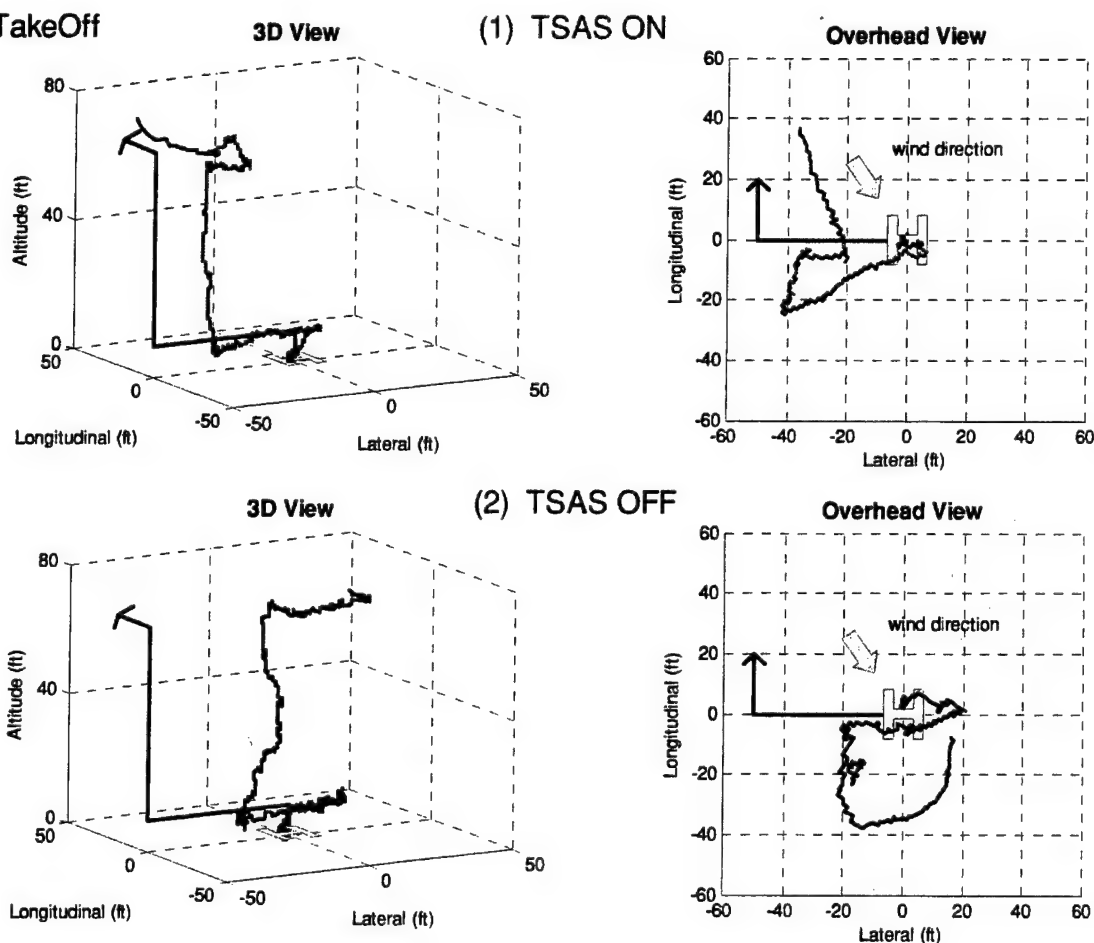 TakeOff
(1) TSAS ON
3D View
80
40
0
Altitude (ft)
50
0
-50
Longitudinal (ft)
-50
0
50
Lateral (ft)
Overhead View
60
40
20
0
-20
-40
-60
Longitudinal (ft)
wind direction
H
-60
-40
-20
0
20
40
60
Lateral (ft)
(2) TSAS OFF
3D View
80
40
0
Altitude (ft)
50
0
-50
Longitudinal (ft)
-50
0
50
Lateral (ft)
Overhead View
60
40
20
0
-20
-40
-60
Longitudinal (ft)
wind direction
H
-60
-40
-20
0
20
40
60
Lateral (ft)